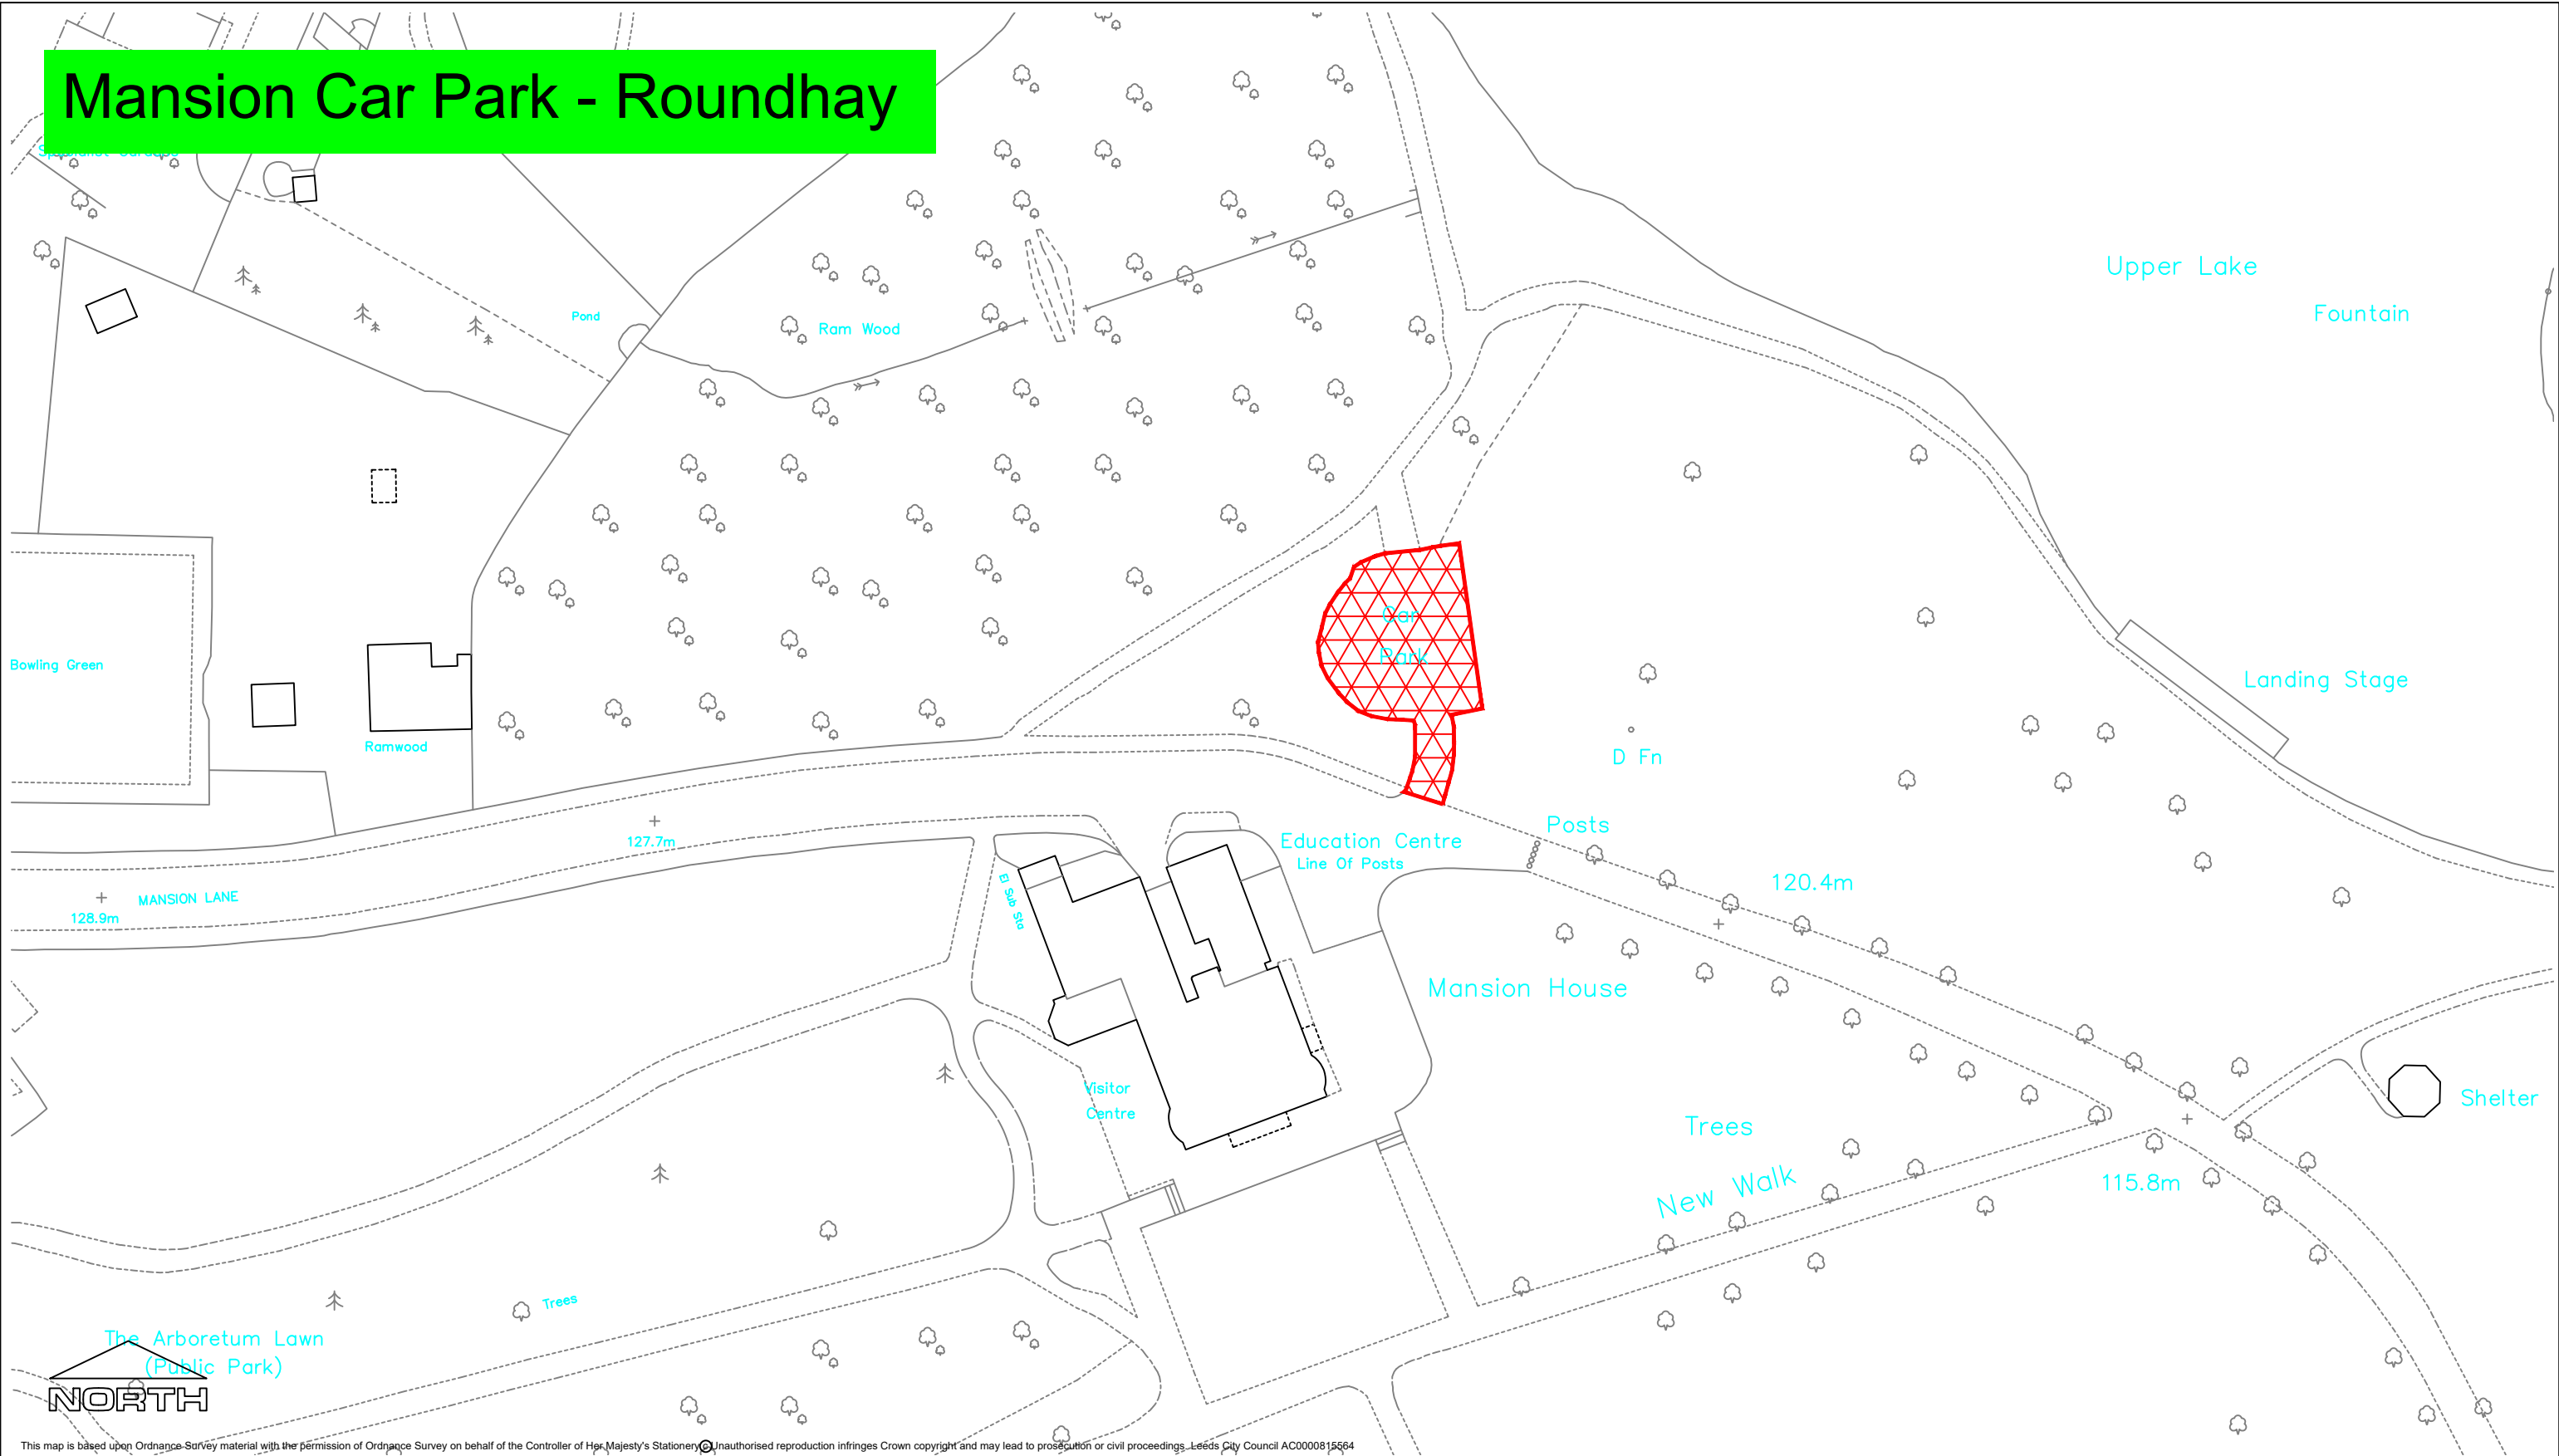 Mansion Car Park - Roundhay
Upper Lake
Fountain
Pond
Ram Wood
Car
Park
Bowling Green
Landing Stage
Ramwood
D Fn
Posts
127.7m
Education Centre
Line Of Posts
120.4m
MANSION LANE
128.9m
El Sub Sta
Mansion House
Visitor
Centre
Shelter
Trees
New Walk
115.8m
Trees
The Arboretum Lawn
(Public Park)
NORTH
This map is based upon Ordnance Survey material with the permission of Ordnance Survey on behalf of the Controller of Her Majesty's Stationery © Unauthorised reproduction infringes Crown copyright and may lead to prosecution or civil proceedings. Leeds City Council AC0000815564